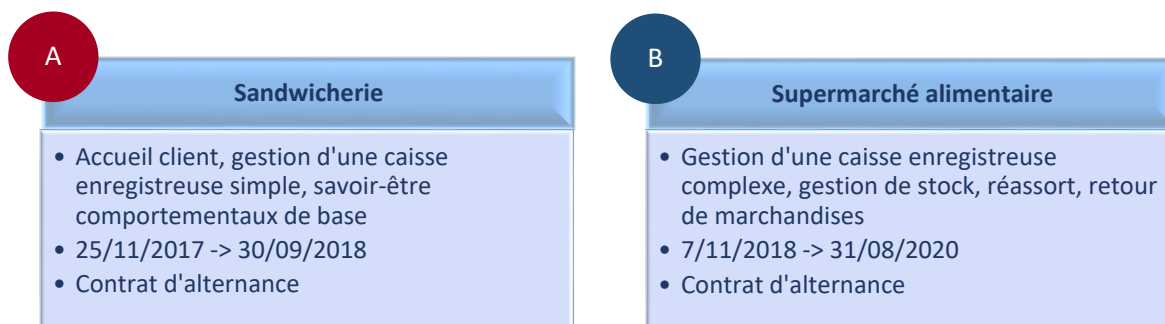 A
Sandwicherie
• Accueil client, gestion d'une caisse
enregistreuse simple, savoir-être
comportementaux de base
• 25/11/2017 -> 30/09/2018
• Contrat d'alternance
B
Supermarché alimentaire
• Gestion d'une caisse enregistreuse
complexe, gestion de stock, réassort, retour
de marchandises
• 7/11/2018 -> 31/08/2020
• Contrat d'alternance